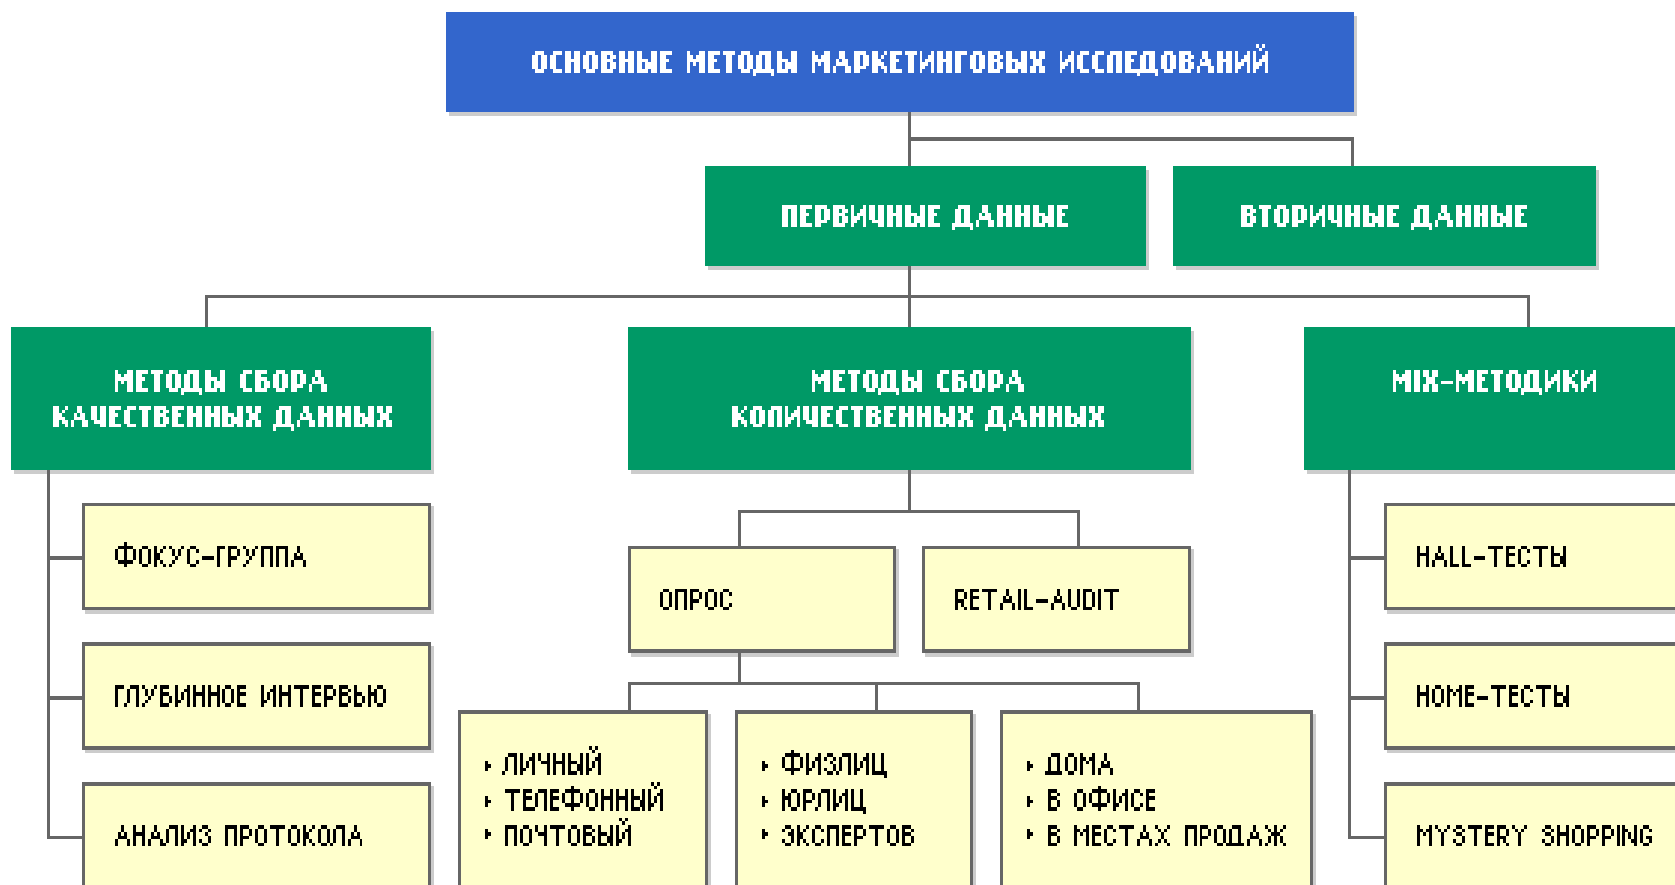 ОСНОВНЫЕ МЕТОДЫ МАРКЕТИНГОВЫХ ИССЛЕДОВАНИЙ
ПЕРВИЧНЫЕ ДАННЫЕ
ВТОРИЧНЫЕ ДАННЫЕ
МЕТОДЫ СБОРА
КАЧЕСТВЕННЫХ ДАННЫХ
МЕТОДЫ СБОРА
КОЛИЧЕСТВЕННЫХ ДАННЫХ
MIX-МЕТОДИКИ
ФОКУС-ГРУППА
ГЛУБИННОЕ ИНТЕРВЬЮ
АНАЛИЗ ПРОТОКОЛА
ОПРОС
RETAIL-AUDIT
ЛИЧНЫЙ
ТЕЛЕФОННЫЙ
ПОЧТОВЫЙ
ФИЗЛИЦ
ЮРЛИЦ
ЭКСПЕРТОВ
ДОМА
В ОФИСЕ
В МЕСТАХ ПРОДАЖ
HALL-ТЕСТЫ
HOME-ТЕСТЫ
MYSTERY SHOPPING